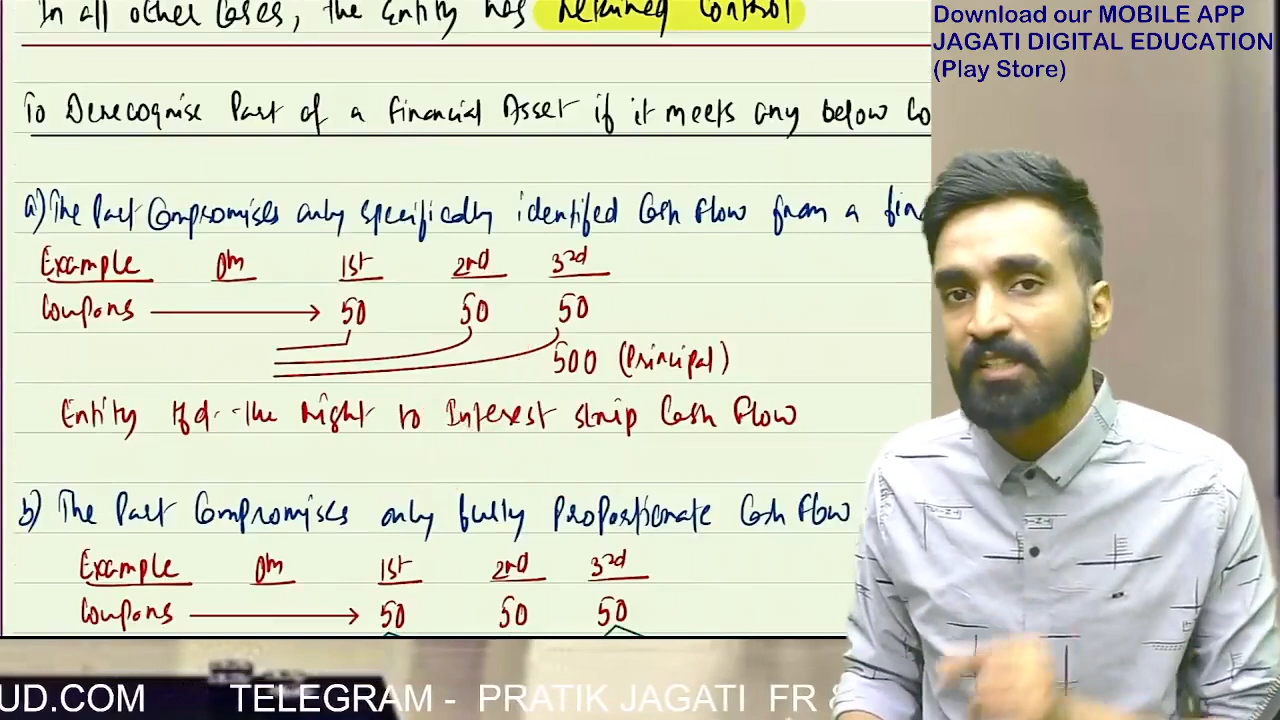 In all other Cases, the Entity has Retained Control
Download our MOBILE APP
JAGATI DIGITAL EDUCATION
(Play Store)
To Derecognise Part of a Financial Asset if it meets any below Co
a) The Part Compromises only specifically identifed Cash Flow from a fin
Example 1st 2nd 3rd
Coupons 50 50 50
500 (Principal)
Entity the Right to Interest strip Cash Flow
b) The Part Compromises only fully Proportionate Cash Flow
Example 1st 2nd 3rd
Coupons 50 50 50
UD.COM TELEGRAM - PRATIK JAGATI FR &